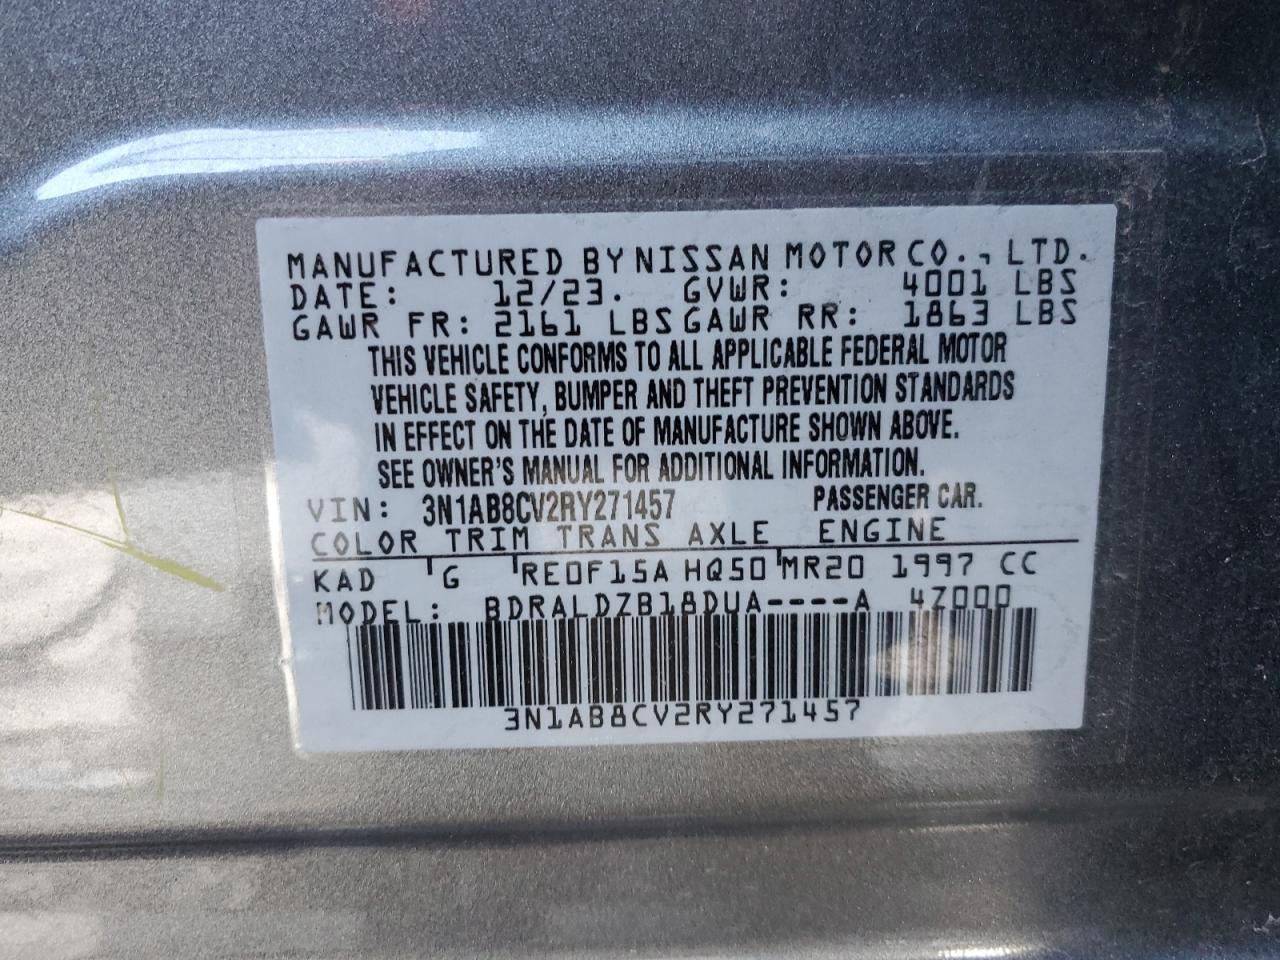 MANUFACTURED BY NISSAN MOTOR CO., LTD.
DATE: 12/23. GVWR: 4001 LBS
GAWR FR: 2161 LBS GAWR RR: 1863 LBS
THIS VEHICLE CONFORMS TO ALL APPLICABLE FEDERAL MOTOR
VEHICLE SAFETY, BUMPER AND THEFT PREVENTION STANDARDS
IN EFFECT ON THE DATE OF MANUFACTURE SHOWN ABOVE.
SEE OWNER'S MANUAL FOR ADDITIONAL INFORMATION.
VIN: 3N1AB8CV2RY271457 PASSENGER CAR.
COLOR TRIM TRANS AXLE ENGINE
KAD G RE0F15A HQ50 MR20 1997 CC
MODEL: BDRALDZB18DUA----A 4Z000
3N1AB8CV2RY271457